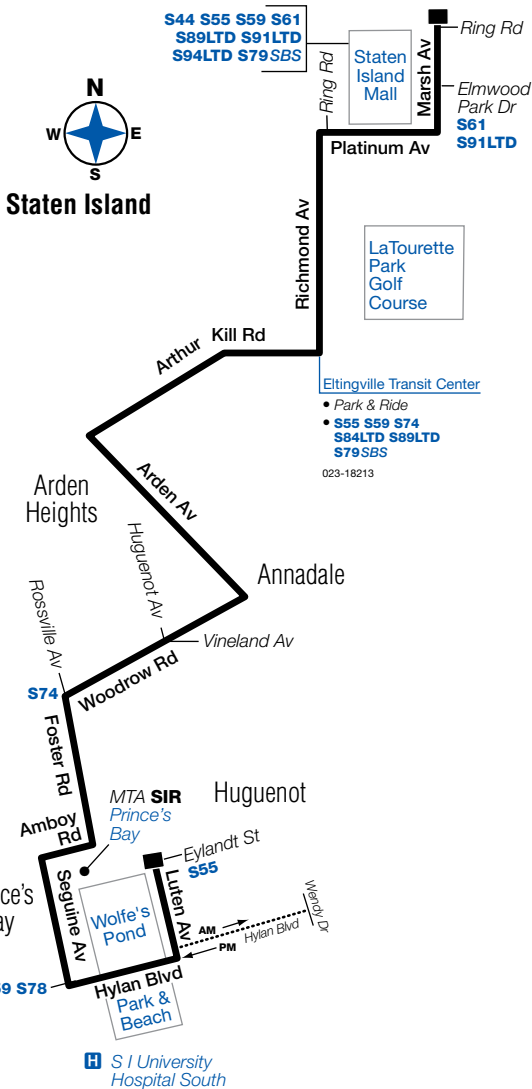 S44 S55 S59 S61
S89LTD S91LTD
S94LTD S79SBS
Ring Rd
Ring Rd
Staten
Island
Mall
Marsh Av
Elmwood
Park Dr
S61
S91LTD
Platinum Av
N
W E
S
Staten Island
Richmond Av
LaTourette
Park
Golf
Course
Arthur Kill Rd
Eltingville Transit Center
• Park & Ride
• S55 S59 S74
S84LTD S89LTD
S79SBS
023-18213
Arden
Heights
Arden Av
Huguenot Av
Annadale
Rossville Av
Vineland Av
Woodrow Rd
S74
Foster Rd
MTA SIR
Prince's
Bay
Huguenot
Amboy
Rd
Eylandt St
S55
Seguine Av
Luten Av
Wolfe's
Pond
AM
PM
Hylan Blvd
Wendy Dr
S78
Hylan Blvd
Park &
Beach
H S I University
Hospital South